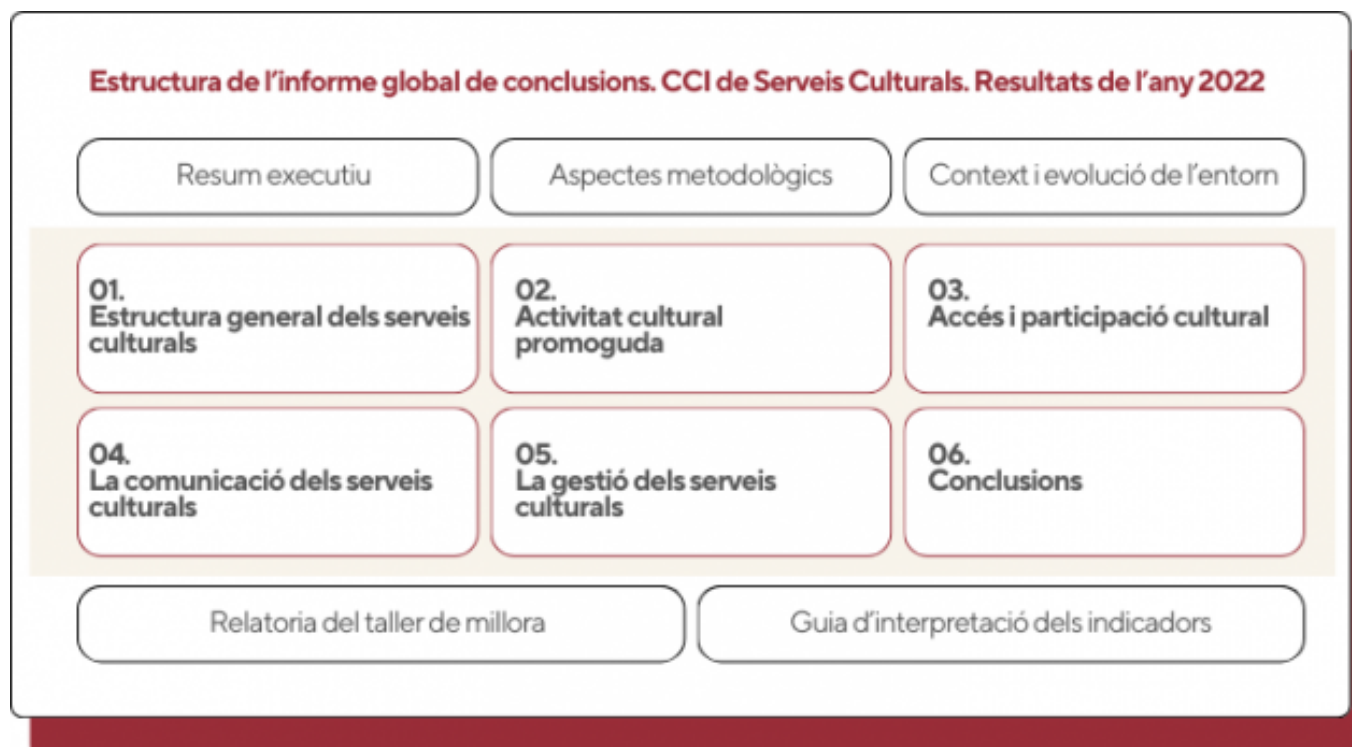 Estructura de l’informe global de conclusions. CCI de Serveis Culturals. Resultats de l’any 2022
Resum executiu
Aspectes metodològics
Context i evolució de l’entorn
01.
Estructura general dels serveis
culturals
02.
Activitat cultural
promoguda
03.
Accés i participació cultural
04.
La comunicació dels serveis
culturals
05.
La gestió dels serveis
culturals
06.
Conclusions
Relatoria del taller de millora
Guia d’interpretació dels indicadors